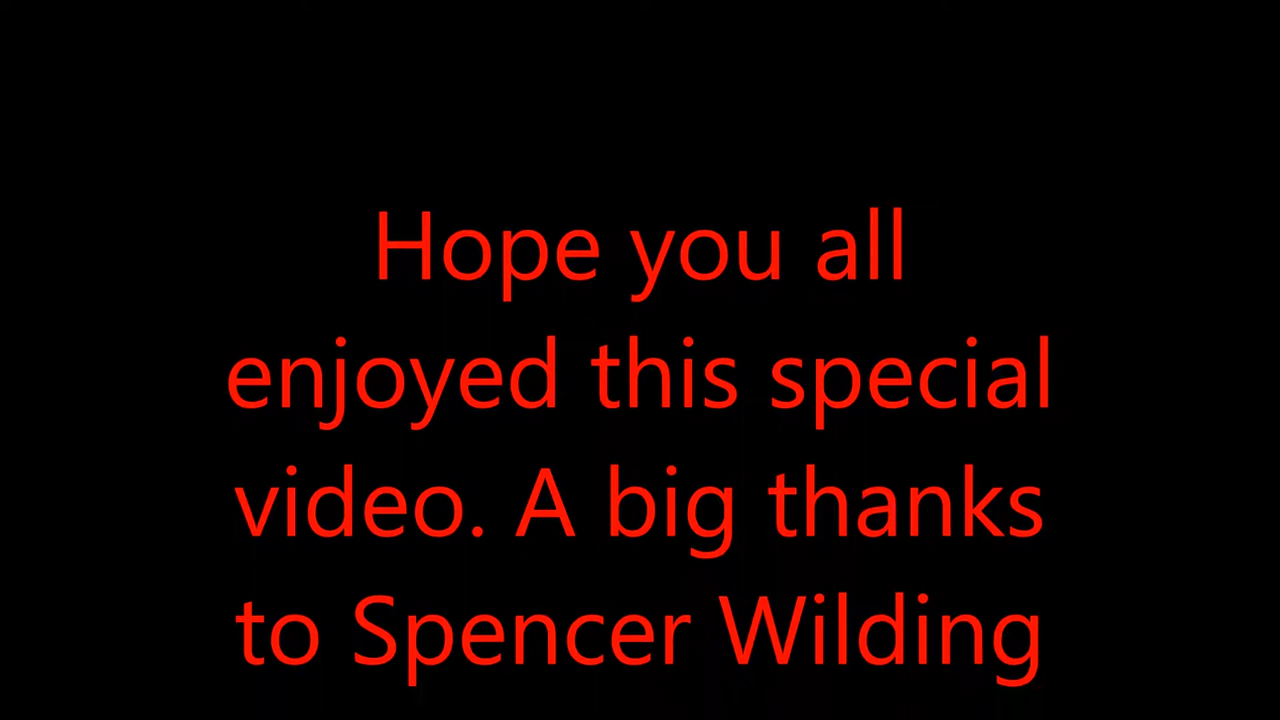 Hope you all
enjoyed this special
video. A big thanks
to Spencer Wilding